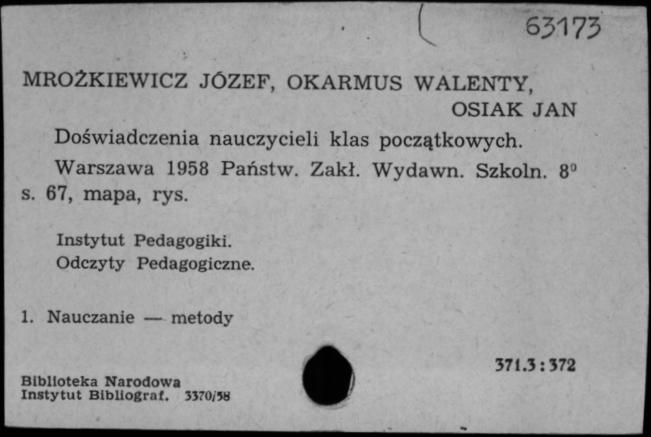 63173
MROŻKIEWICZ JÓZEF, OKARMUS WALENTY,
OSIAK JAN
Doświadczenia nauczycieli klas początkowych.
Warszawa 1958 Państw. Zakł. Wydawn. Szkoln. 8⁰
s. 67, mapa, rys.
Instytut Pedagogiki.
Odczyty Pedagogiczne.
1. Nauczanie — metody
371.3 : 372
Biblioteka Narodowa
Instytut Bibliograf. 3370/58